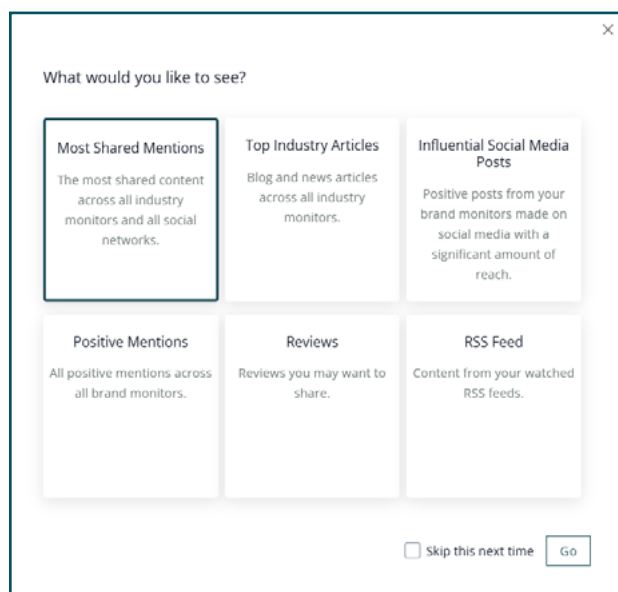 What would you like to see?
Most Shared Mentions
The most shared content
across all industry
monitors and all social
networks.
Top Industry Articles
Blog and news articles
across all industry
monitors.
Influential Social Media
Posts
Positive posts from your
brand monitors made on
social media with a
significant amount of
reach.
Positive Mentions
All positive mentions across
all brand monitors.
Reviews
Reviews you may want to
share.
RSS Feed
Content from your watched
RSS feeds.
Skip this next time
Go